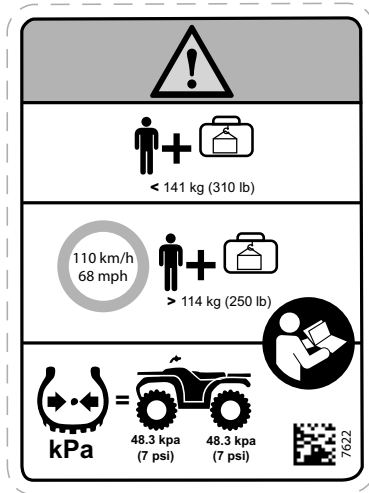 < 141 kg (310 lb)
110 km/h
68 mph
> 114 kg (250 lb)
kPa
=
48.3 kpa
(7 psi)
48.3 kpa
(7 psi)
7622